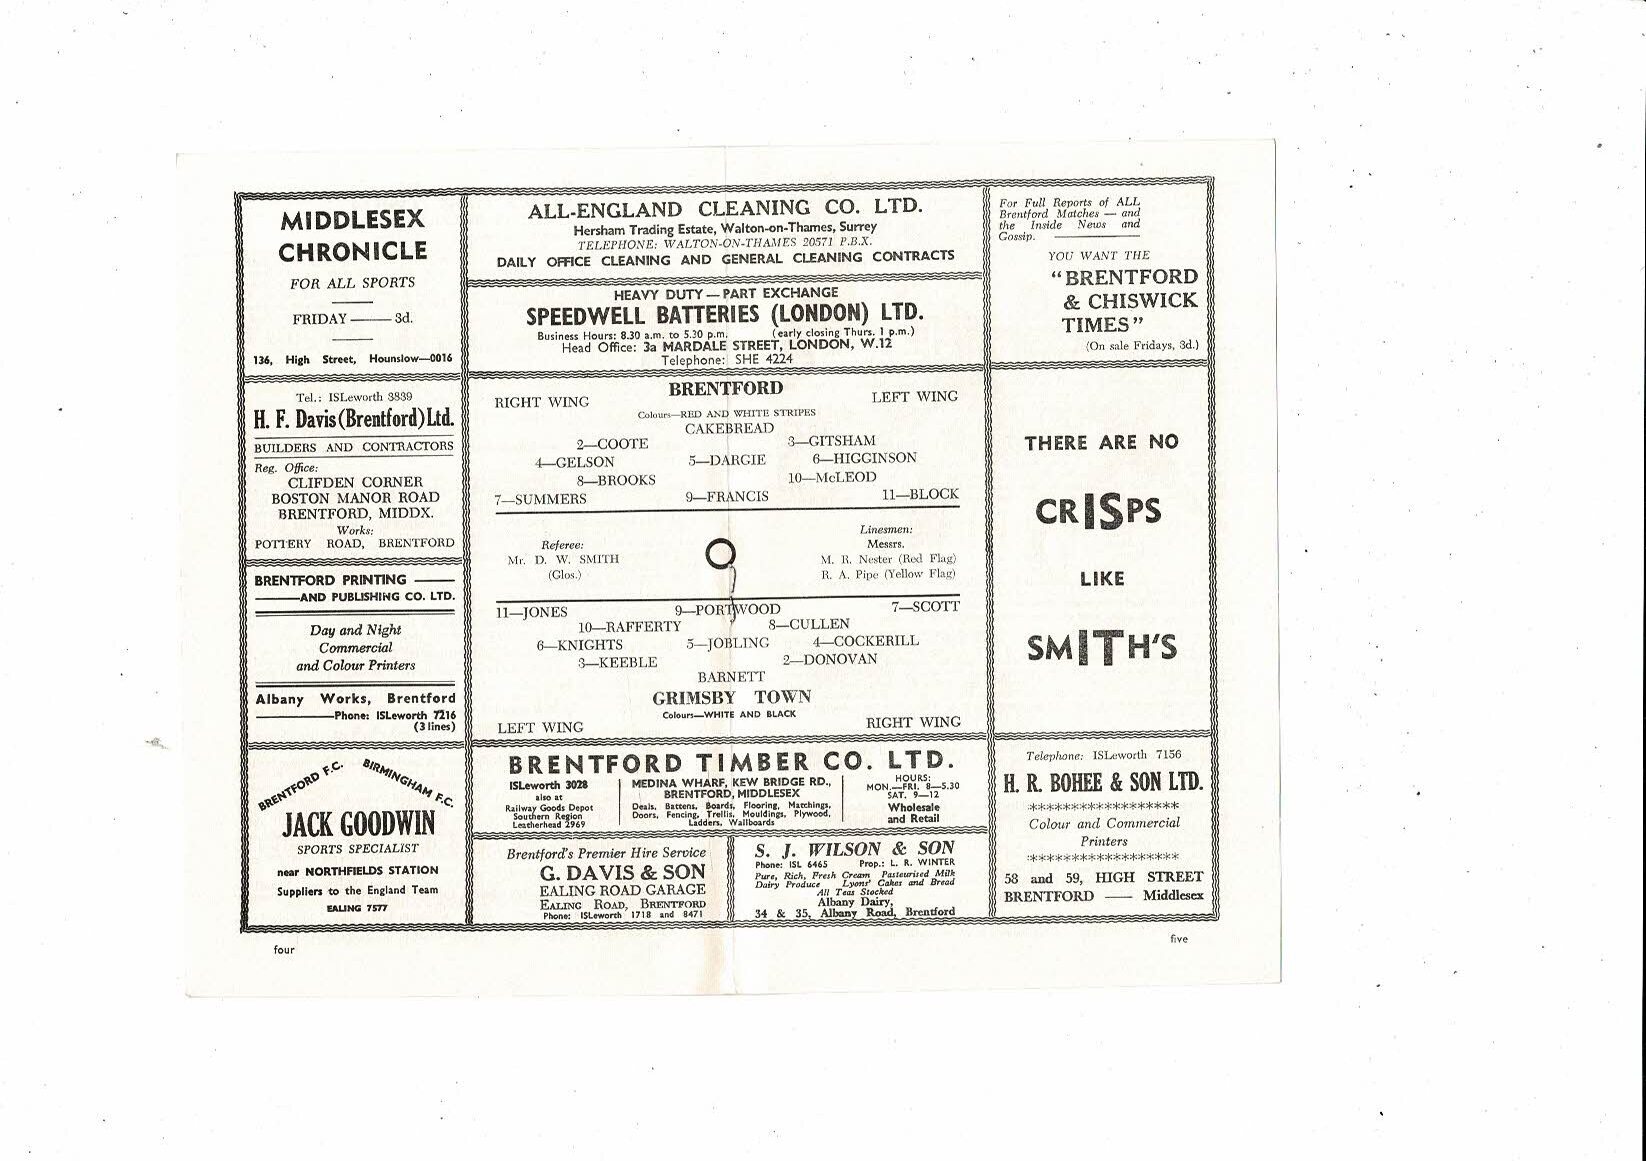 MIDDLESEX
CHRONICLE
FOR ALL SPORTS
FRIDAY —— 3d.
136, High Street, Hounslow—0016
Tel.: ISLeworth 3839
H. F. Davis (Brentford) Ltd.
BUILDERS AND CONTRACTORS
Reg. Office:
CLIFDEN CORNER
BOSTON MANOR ROAD
BRENTFORD, MIDDX.
Works:
POTTERY ROAD, BRENTFORD
BRENTFORD PRINTING ——
——AND PUBLISHING CO. LTD.
Day and Night
Commercial
and Colour Printers
Albany Works, Brentford
————Phone: ISLeworth 7216
(3 lines)
BRENTFORD F.C. BIRMINGHAM F.C.
JACK GOODWIN
SPORTS SPECIALIST
near NORTHFIELDS STATION
Suppliers to the England Team
EALING 7577
four
ALL-ENGLAND CLEANING CO. LTD.
Hersham Trading Estate, Walton-on-Thames, Surrey
TELEPHONE: WALTON-ON-THAMES 20571 P.B.X.
DAILY OFFICE CLEANING AND GENERAL CLEANING CONTRACTS
HEAVY DUTY — PART EXCHANGE
SPEEDWELL BATTERIES (LONDON) LTD.
Business Hours: 8.30 a.m. to 5.30 p.m. (early closing Thurs. 1 p.m.)
Head Office: 3a MARDALE STREET, LONDON, W.12
Telephone: SHE 4224
BRENTFORD
RIGHT WING LEFT WING
Colours—RED AND WHITE STRIPES
CAKEBREAD
2—COOTE 3—GITSHAM
4—GELSON 5—DARGIE 6—HIGGINSON
8—BROOKS 10—McLEOD
7—SUMMERS 9—FRANCIS 11—BLOCK
Referee:
Mr. D. W. SMITH
(Glos.)
Linesmen:
Messrs.
M. R. Nester (Red Flag)
R. A. Pipe (Yellow Flag)
11—JONES 9—PORTWOOD 7—SCOTT
10—RAFFERTY 8—CULLEN
6—KNIGHTS 5—JOBLING 4—COCKERILL
3—KEEBLE 2—DONOVAN
BARNETT
GRIMSBY TOWN
Colours—WHITE AND BLACK
LEFT WING RIGHT WING
BRENTFORD TIMBER CO. LTD.
ISLeworth 3028
also at
Railway Goods Depot
Southern Region
Leatherhead 2969
MEDINA WHARF, KEW BRIDGE RD.,
BRENTFORD, MIDDLESEX
Deals, Battens, Boards, Flooring, Matchings,
Doors, Fencing, Trellis, Mouldings, Plywood,
Ladders, Wallboards
HOURS:
MON.—FRI. 8—5.30
SAT. 9—12
Wholesale
and Retail
Brentford's Premier Hire Service
G. DAVIS & SON
EALING ROAD GARAGE
EALING ROAD, BRENTFORD
Phone: ISLeworth 1718 and 8471
S. J. WILSON & SON
Phone: ISL 6465 Prop.: L. R. WINTER
Pure, Rich, Fresh Cream Pasteurised Milk
Dairy Produce Lyons' Cakes and Bread
All Teas Stocked
Albany Dairy,
34 & 35, Albany Road, Brentford
For Full Reports of ALL
Brentford Matches — and
the Inside News and
Gossip. ————
YOU WANT THE
"BRENTFORD
& CHISWICK
TIMES"
(On sale Fridays, 3d.)
THERE ARE NO
CRISPS
LIKE
SMITH'S
Telephone: ISLeworth 7156
H. R. BOHEE & SON LTD.
:*****************
Colour and Commercial
Printers
:*****************
58 and 59, HIGH STREET
BRENTFORD —— Middlesex
five